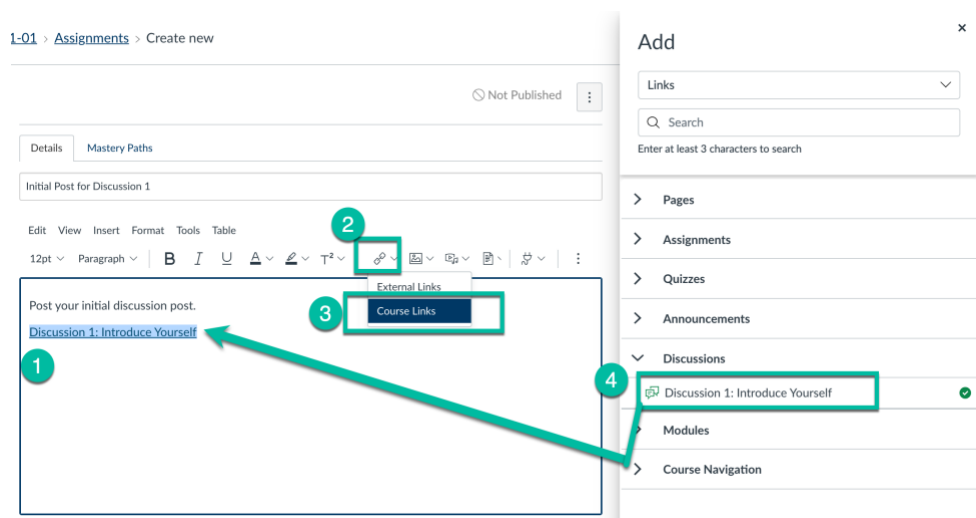 1-01 > Assignments > Create new
Not Published
Details Mastery Paths
Initial Post for Discussion 1
Edit View Insert Format Tools Table
2
12pt Paragraph B I U A T²
External Links
3
Course Links
Post your initial discussion post.
Discussion 1: Introduce Yourself
1
Add
×
Links
Search
Enter at least 3 characters to search
Pages
Assignments
Quizzes
Announcements
Discussions
4
Discussion 1: Introduce Yourself
Modules
Course Navigation